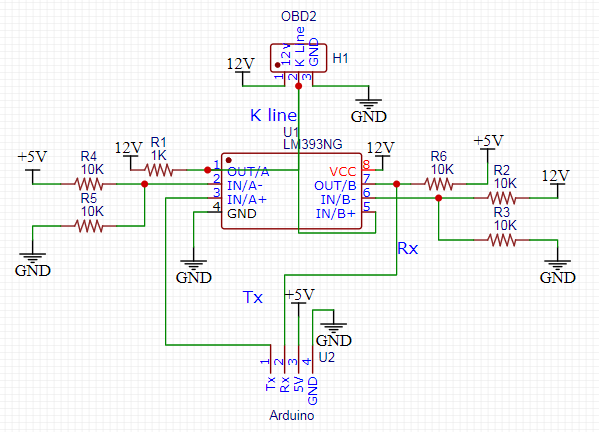 OBD2
12v
K Line
GND
H1
12V
1
2
3
GND
K line
U1
LM393NG
+5V
R4
10K
12V
R1
1K
12V
+5V
R6
10K
R2
10K
12V
R5
10K
R3
10K
1
2
3
4
OUT/A
IN/A-
IN/A+
GND
VCC
OUT/B
IN/B-
IN/B+
8
7
6
5
GND
GND
GND
Rx
Tx
+5V
GND
U2
1
2
3
4
Tx
Rx
5V
GND
Arduino